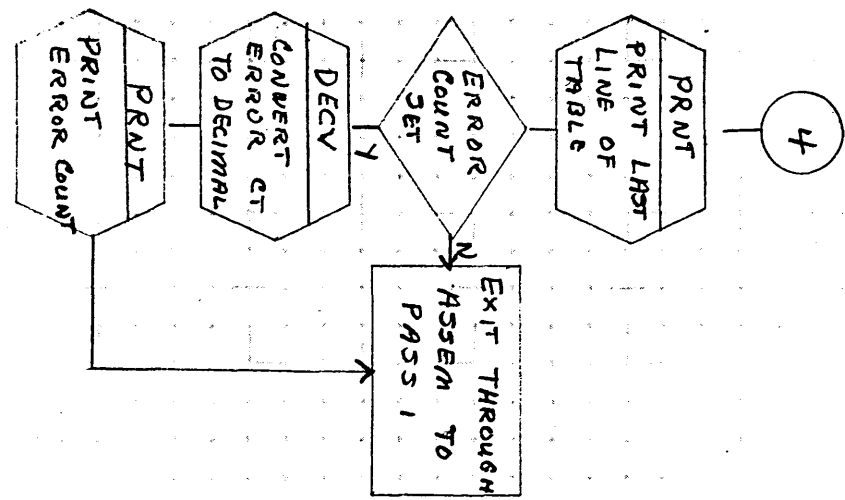 4
PRNT
PRINT LAST
LINE OF
TABLE
ERROR
COUNT
SET
N
Y
EXIT THROUGH
ASSEM TO
PASS 1
DECV
CONVERT
ERROR CT
TO DECIMAL
PRNT
PRINT
ERROR COUNT